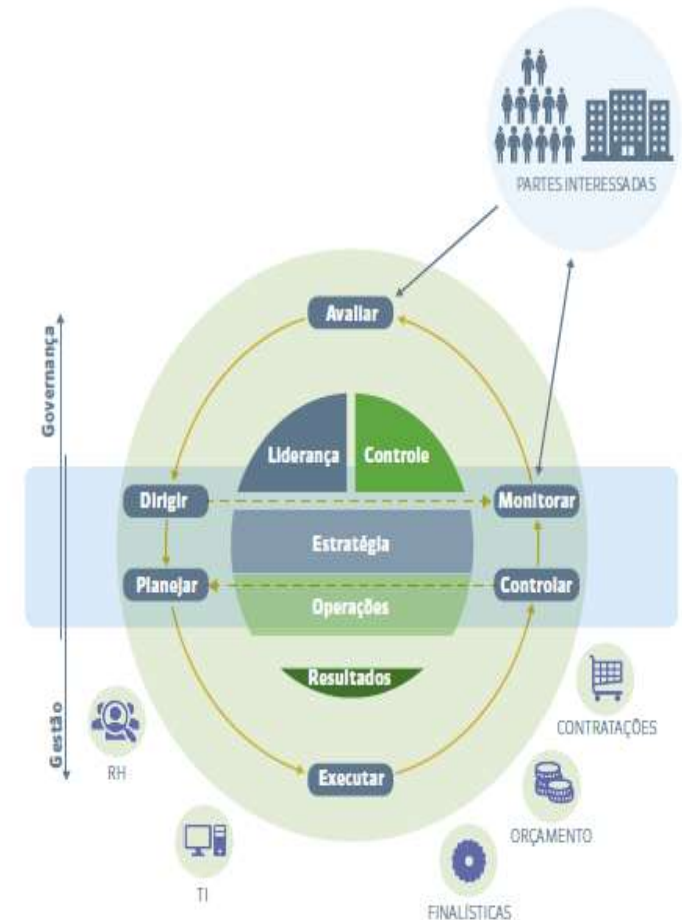 PARTES INTERESSADAS
Avaliar
Governança
Liderança
Controle
Dirigir
Monitorar
Estratégia
Planejar
Controlar
Operações
Resultados
Gestão
RH
CONTRATAÇÕES
Executar
ORÇAMENTO
TI
FINALÍSTICAS